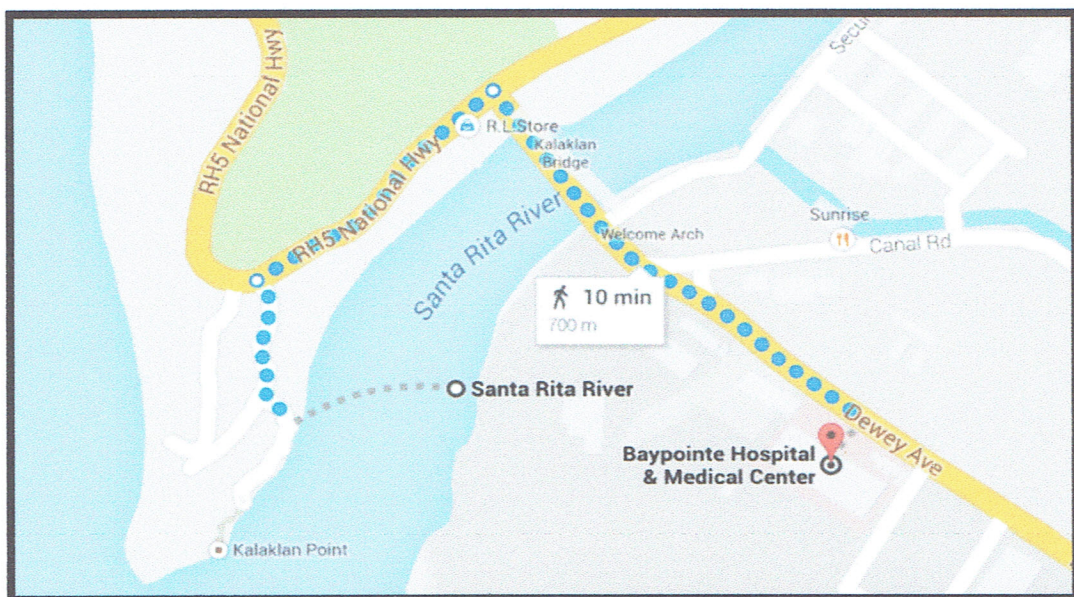 RH5 National Hwy
Secur
R.L.Store
Kalaklan
Bridge
RH5 National Hwy
Santa Rita River
Sunrise
Welcome Arch
Canal Rd
10 min
700 m
Santa Rita River
Dewey Ave
Baypointe Hospital
& Medical Center
Kalaklan Point